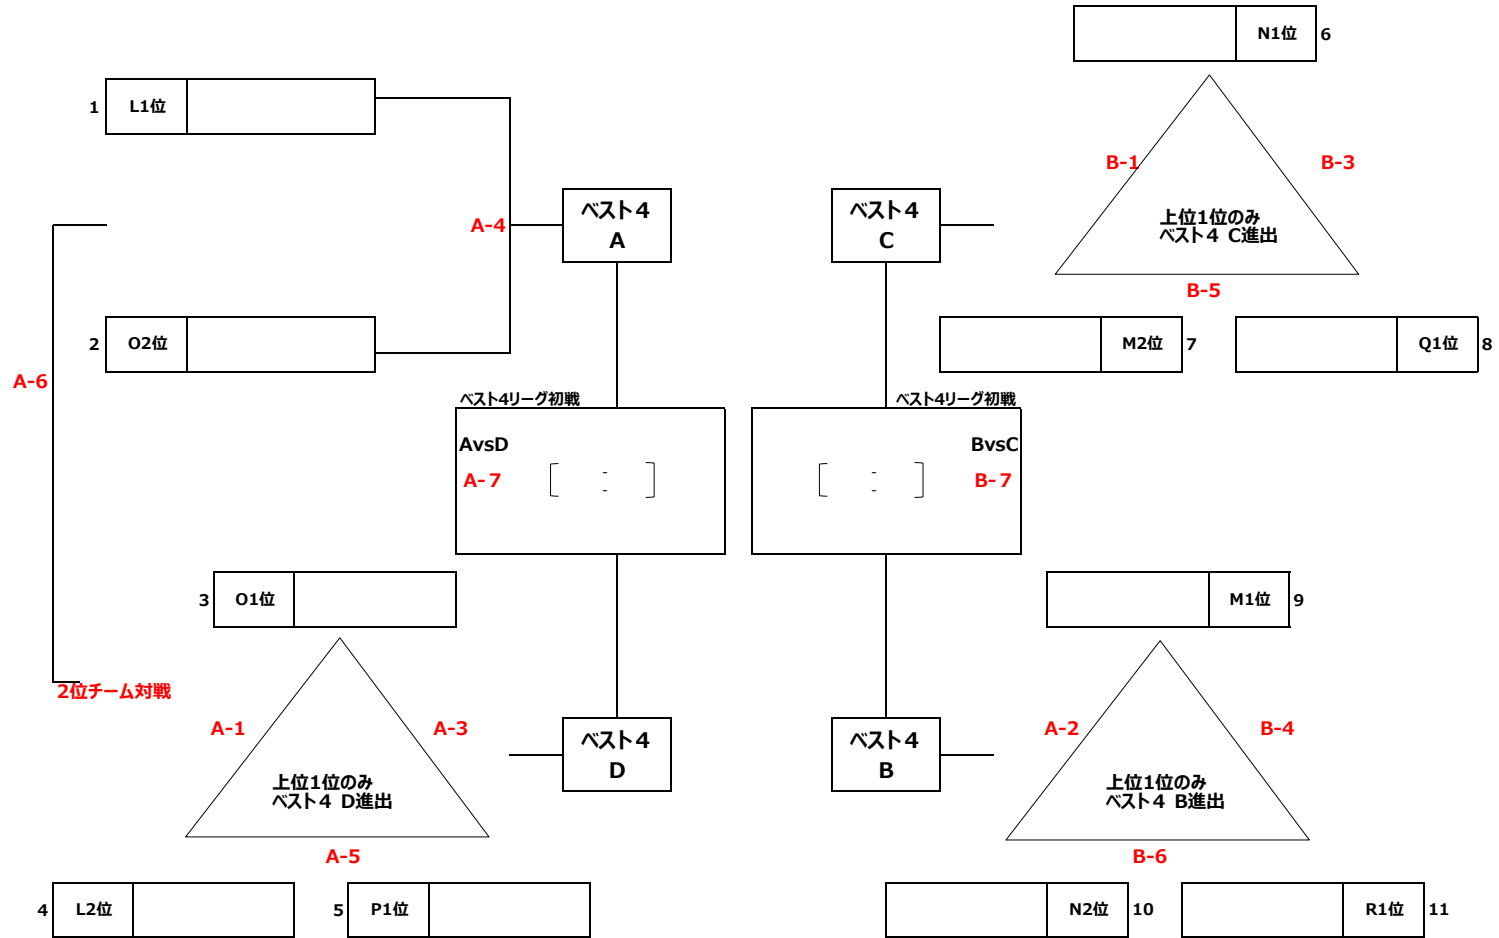 N1位 6
1 L1位
B-1
B-3
ベスト４
A
ベスト４
C
A-4
上位1位のみ
ベスト４ C進出
B-5
2 O2位
M2位 7
Q1位 8
A-6
ベスト4リーグ初戦
ベスト4リーグ初戦
AvsD
BvsC
A-７
-
-
-
-
B-７
3 O1位
M1位 9
2位チーム対戦
A-1
A-3
ベスト４
D
ベスト４
B
A-2
B-4
上位1位のみ
ベスト４ D進出
上位1位のみ
ベスト４ B進出
A-5
B-6
4 L2位
5 P1位
N2位 10
R1位 11